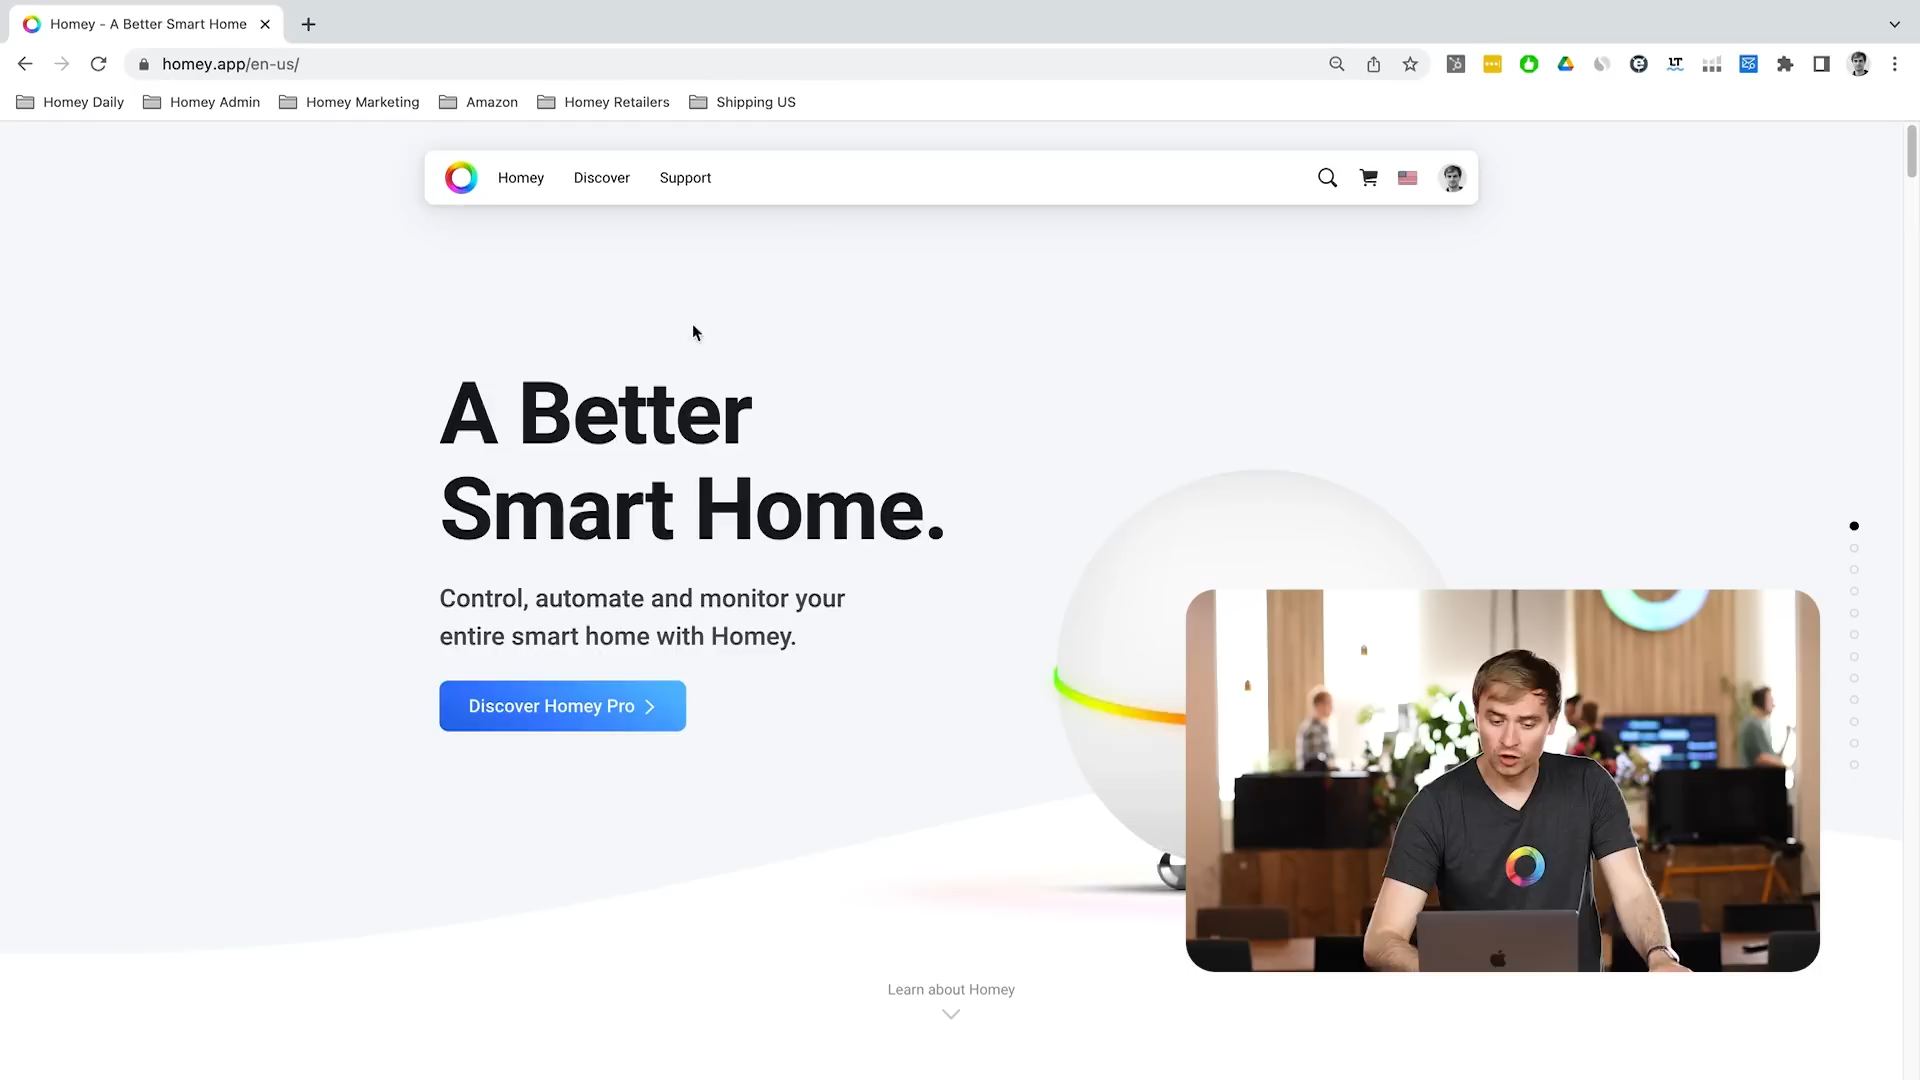 Homey - A Better Smart Home
homey.app/en-us/
Homey Daily
Homey Admin
Homey Marketing
Amazon
Homey Retailers
Shipping US
Homey
Discover
Support
A Better
Smart Home.
Control, automate and monitor your
entire smart home with Homey.
Discover Homey Pro
Learn about Homey